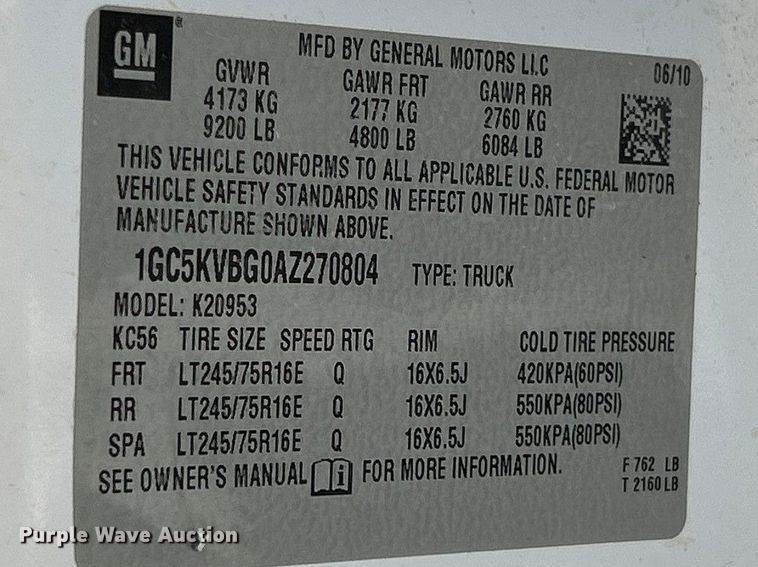 GM
MFD BY GENERAL MOTORS LLC
06/10
GVWR GAWR FRT GAWR RR
4173 KG 2177 KG 2760 KG
9200 LB 4800 LB 6084 LB
THIS VEHICLE CONFORMS TO ALL APPLICABLE U.S. FEDERAL MOTOR
VEHICLE SAFETY STANDARDS IN EFFECT ON THE DATE OF
MANUFACTURE SHOWN ABOVE.
1GC5KVBG0AZ270804 TYPE: TRUCK
MODEL: K20953
KC56 TIRE SIZE SPEED RTG RIM COLD TIRE PRESSURE
FRT LT245/75R16E Q 16X6.5J 420KPA(60PSI)
RR LT245/75R16E Q 16X6.5J 550KPA(80PSI)
SPA LT245/75R16E Q 16X6.5J 550KPA(80PSI)
SEE OWNER'S MANUAL i FOR MORE INFORMATION.
F 762 LB
T 2160 LB
Purple Wave Auction